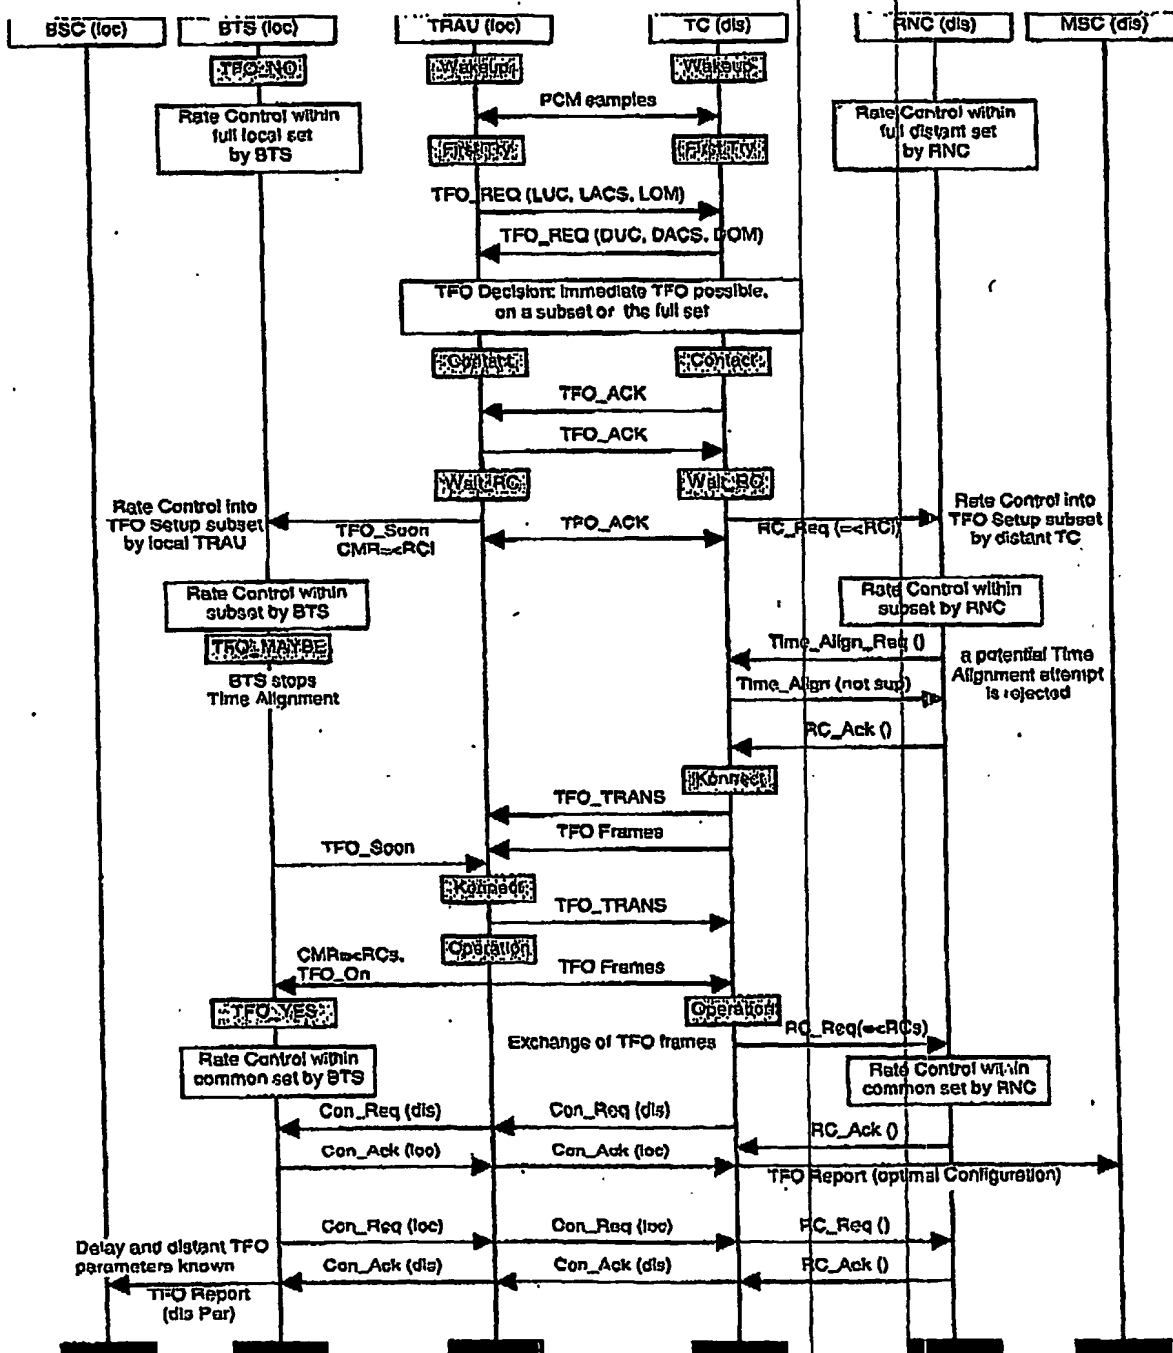 BSC (loc)
BTS (loc)
TRAU (loc)
TC (dis)
RNC (dis)
MSC (dis)
TFO_NO
Wakeup
Wakeup
PCM samples
Rate Control within
full local set
by BTS
Rate Control within
full distant set
by RNC
First Try
First Try
TFO_REQ (LUC, LACS, LOM)
TFO_REQ (DUC, DACS, DOM)
TFO Decision: Immediate TFO possible,
on a subset or the full set
Contact
Contact
TFO_ACK
TFO_ACK
Wait_RC
Wait_RC
Rate Control into
TFO Setup subset
by local TRAU
TFO_Soon
CMR=<RCi
TFO_ACK
RC_Req (=<RCi)
Rate Control into
TFO Setup subset
by distant TC
Rate Control within
subset by BTS
Rate Control within
subset by RNC
TFO_MAYBE
BTS stops
Time Alignment
Time_Align_Req ()
Time_Align (not sup)
a potential Time
Alignment attempt
is rejected
RC_Ack ()
Konnect
TFO_TRANS
TFO Frames
TFO_Soon
Konnect
TFO_TRANS
Operation
CMR=<RCs,
TFO_On
TFO Frames
TFO_YES
Operation
Exchange of TFO frames
RC_Req(=<RCs)
Rate Control within
common set by BTS
Rate Control within
common set by RNC
Con_Req (dis)
Con_Req (dis)
RC_Ack ()
Con_Ack (loc)
Con_Ack (loc)
TFO Report (optimal Configuration)
Con_Req (loc)
Con_Req (loc)
RC_Req ()
Delay and distant TFO
parameters known
Con_Ack (dis)
Con_Ack (dis)
RC_Ack ()
TFO Report
(dis Par)